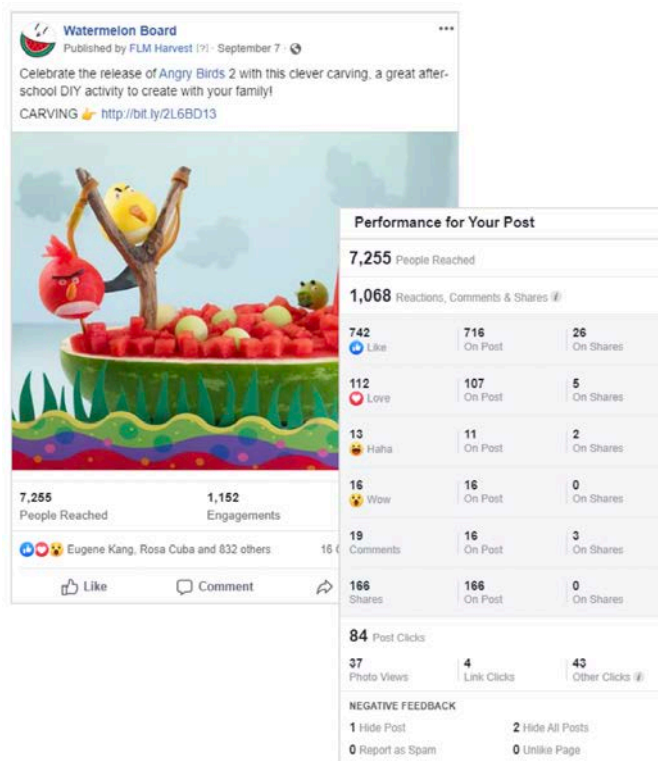 Watermelon Board
Published by FLM Harvest [?] · September 7 ·
Celebrate the release of Angry Birds 2 with this clever carving, a great after-
school DIY activity to create with your family!
CARVING 👉 http://bit.ly/2L6BD13
7,255
People Reached
1,152
Engagements
Eugene Kang, Rosa Cuba and 832 others
16
Like
Comment
Performance for Your Post
7,255 People Reached
1,068 Reactions, Comments & Shares
742
Like
716
On Post
26
On Shares
112
Love
107
On Post
5
On Shares
13
Haha
11
On Post
2
On Shares
16
Wow
16
On Post
0
On Shares
19
Comments
16
On Post
3
On Shares
166
Shares
166
On Post
0
On Shares
84 Post Clicks
37
Photo Views
4
Link Clicks
43
Other Clicks
NEGATIVE FEEDBACK
1 Hide Post
2 Hide All Posts
0 Report as Spam
0 Unlike Page